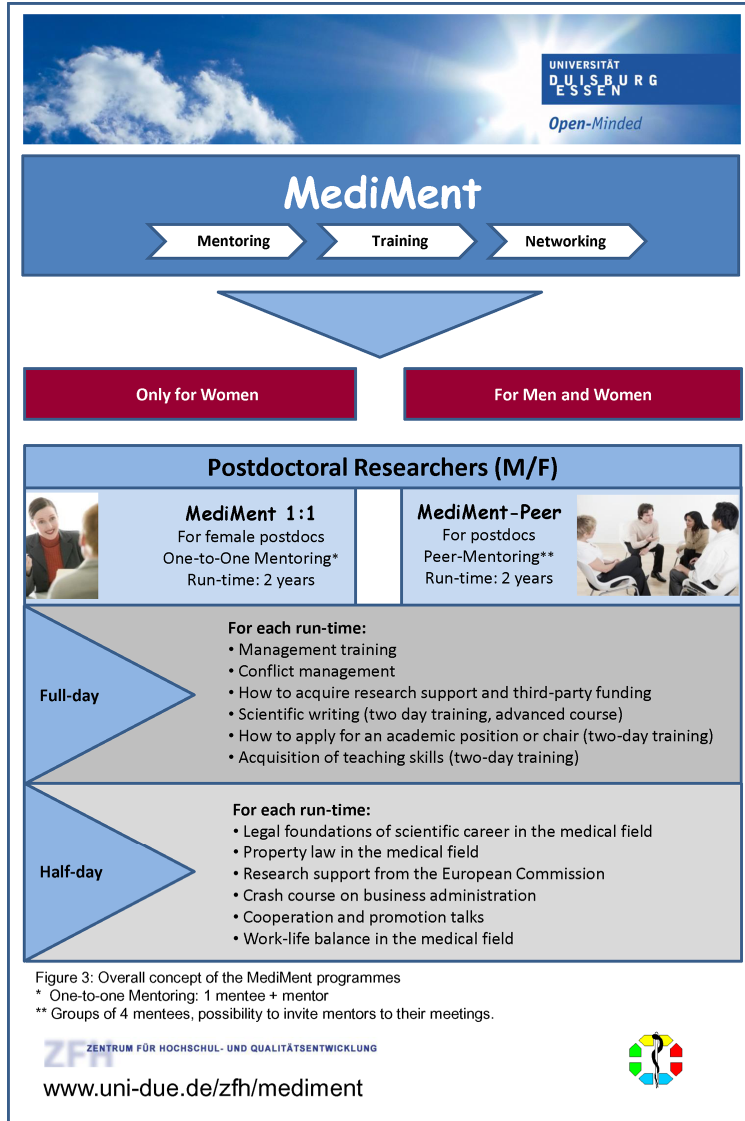 UNIVERSITÄT
DUISBURG
ESSEN
Open-Minded
MediMent
Mentoring
Training
Networking
Only for Women
For Men and Women
Postdoctoral Researchers (M/F)
MediMent 1:1
For female postdocs
One-to-One Mentoring*
Run-time: 2 years
MediMent-Peer
For postdocs
Peer-Mentoring**
Run-time: 2 years
Full-day
For each run-time:
• Management training
• Conflict management
• How to acquire research support and third-party funding
• Scientific writing (two day training, advanced course)
• How to apply for an academic position or chair (two-day training)
• Acquisition of teaching skills (two-day training)
Half-day
For each run-time:
• Legal foundations of scientific career in the medical field
• Property law in the medical field
• Research support from the European Commission
• Crash course on business administration
• Cooperation and promotion talks
• Work-life balance in the medical field
Figure 3: Overall concept of the MediMent programmes
* One-to-one Mentoring: 1 mentee + mentor
** Groups of 4 mentees, possibility to invite mentors to their meetings.
ZFH ZENTRUM FÜR HOCHSCHUL- UND QUALITÄTSENTWICKLUNG
www.uni-due.de/zfh/mediment